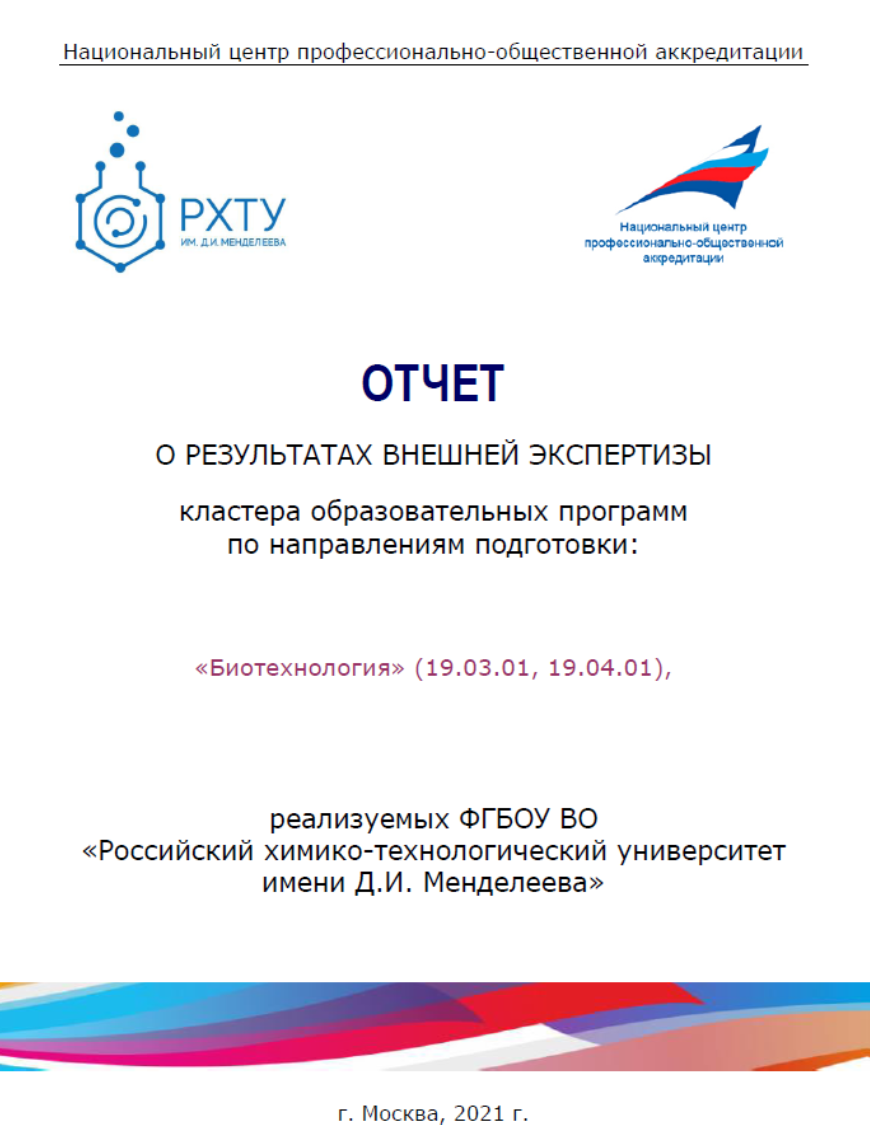 Национальный центр профессионально-общественной аккредитации
РХТУ
ИМ. Д.И. МЕНДЕЛЕЕВА
Национальный центр
профессионально-общественной
аккредитации
ОТЧЕТ
О РЕЗУЛЬТАТАХ ВНЕШНЕЙ ЭКСПЕРТИЗЫ
кластера образовательных программ
по направлениям подготовки:
«Биотехнология» (19.03.01, 19.04.01),
реализуемых ФГБОУ ВО
«Российский химико-технологический университет
имени Д.И. Менделеева»
г. Москва, 2021 г.